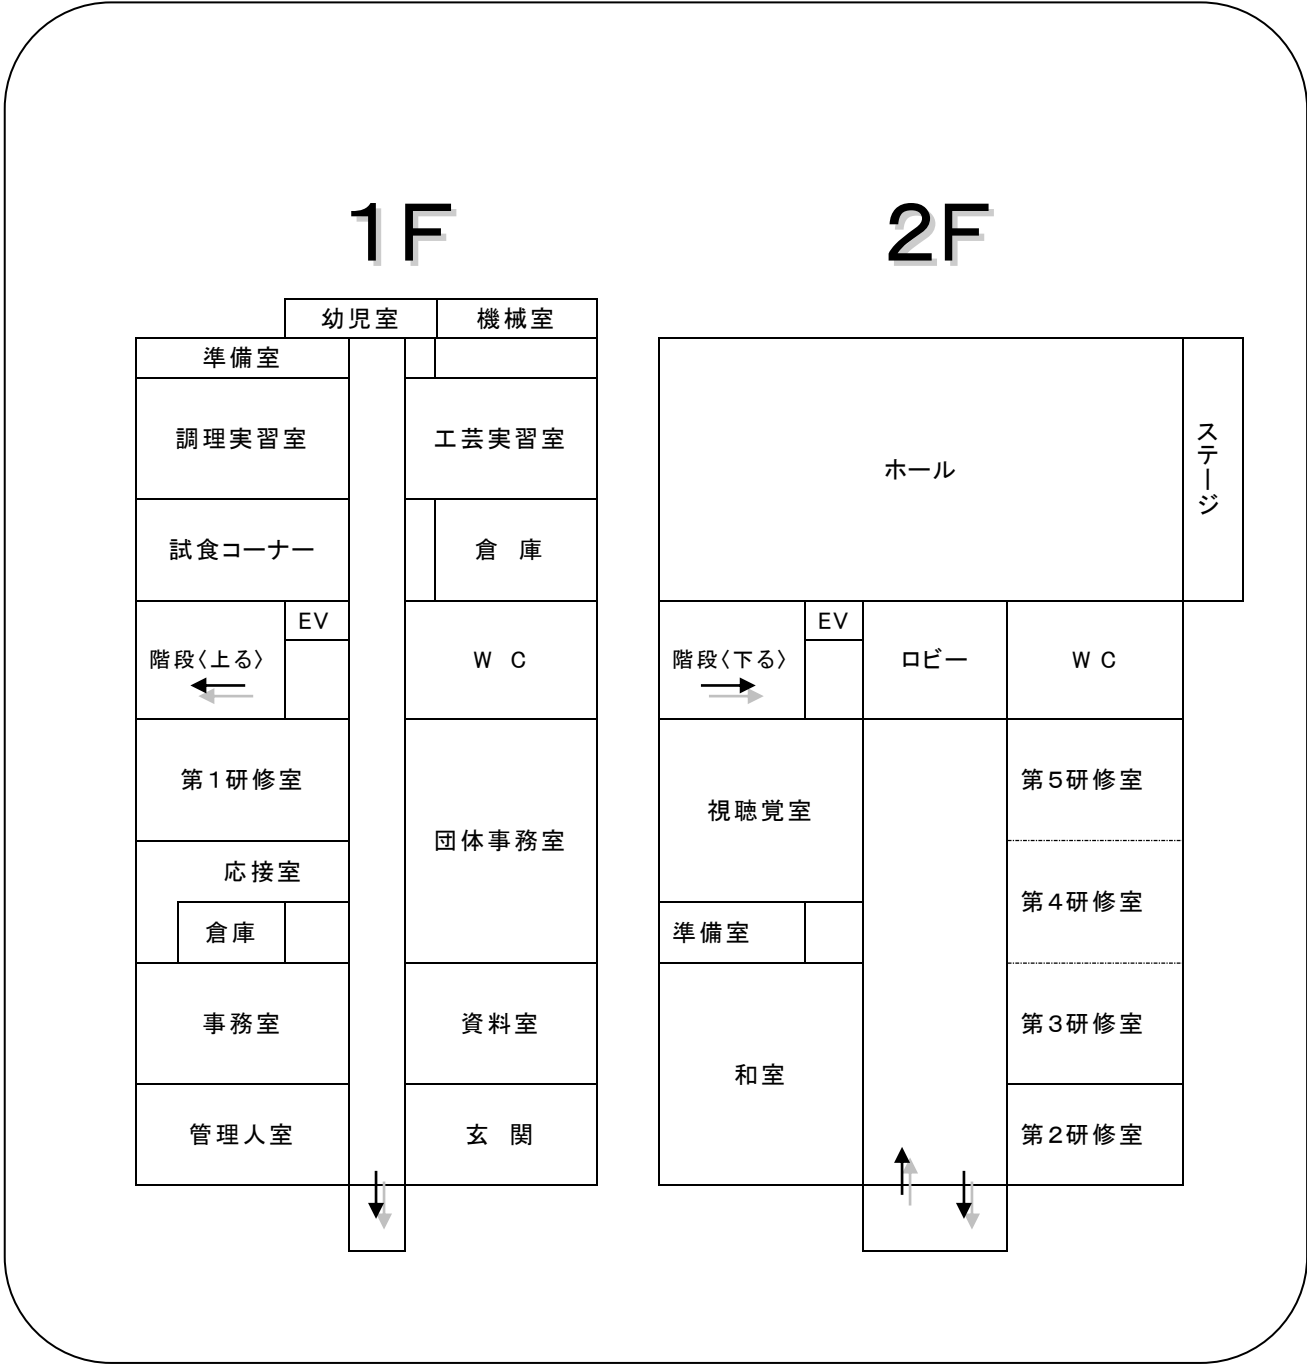 1F
幼児室
機械室
準備室
調理実習室
工芸実習室
試食コーナー
倉 庫
EV
階段〈上る〉
W C
第1研修室
団体事務室
応接室
倉庫
事務室
資料室
管理人室
玄 関
2F
ホール
ステージ
EV
階段〈下る〉
ロビー
W C
視聴覚室
第5研修室
第4研修室
準備室
第3研修室
和室
第2研修室